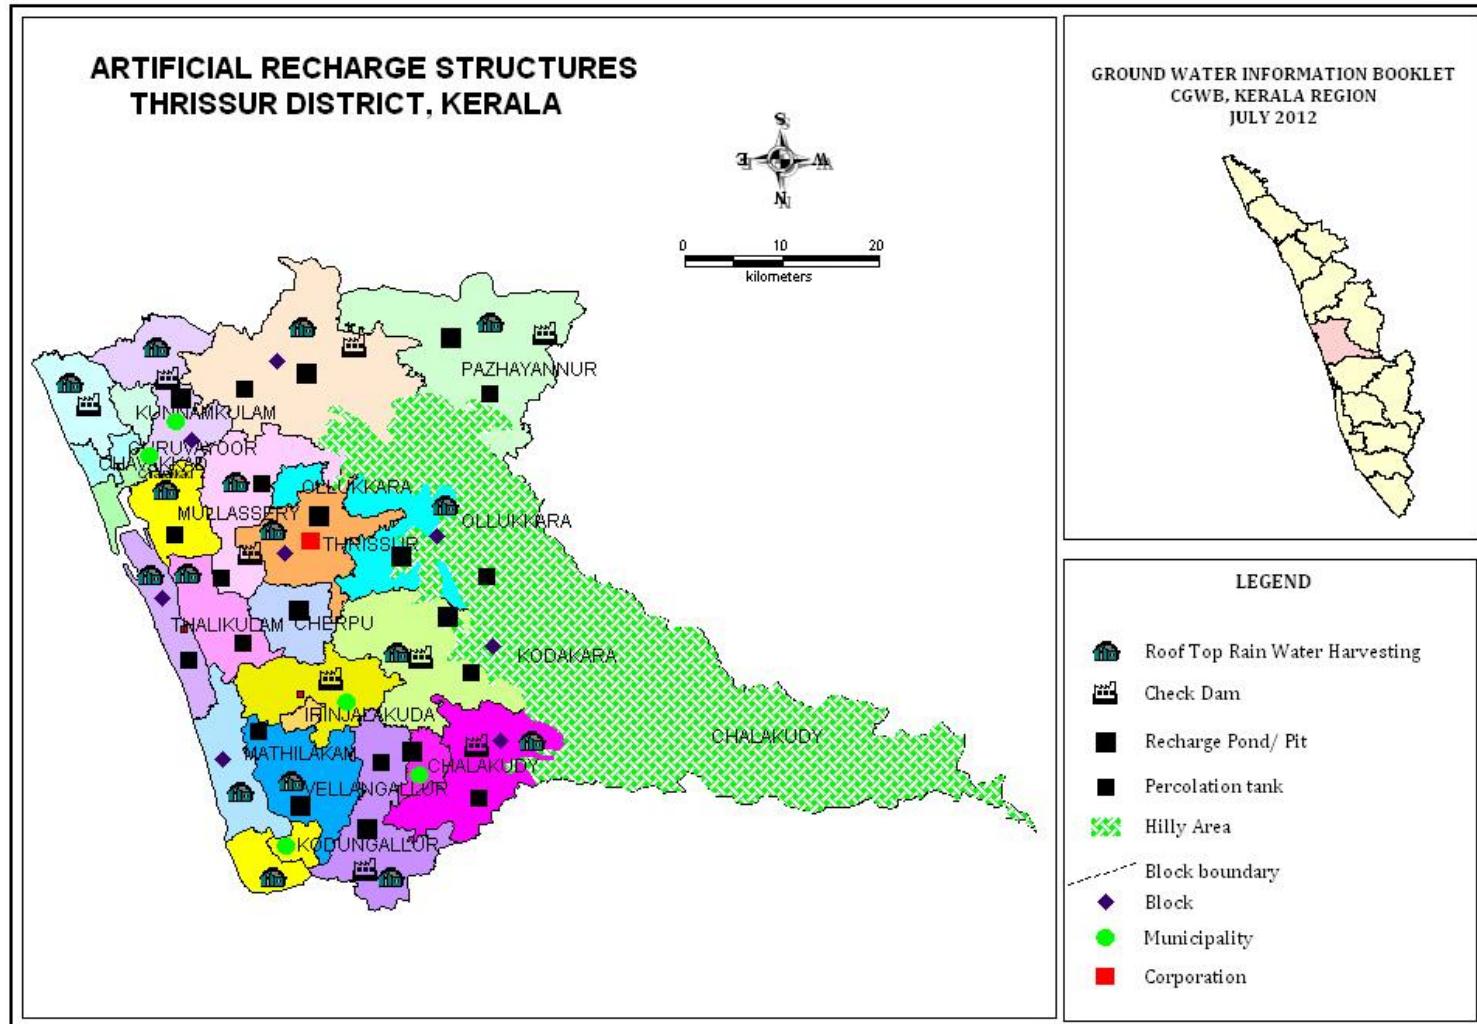 ARTIFICIAL RECHARGE STRUCTURES
THRISSUR DISTRICT, KERALA
S
E
W
N
0 10 20
kilometers
PAZHAYANNUR
KUNNAMKULAM
GURUVAYOOR
CHAVAKKAD
OLLUKKARA
MULLASSERY
OLLUKKARA
THRISSUR
THALIKULAM
CHERPU
KODAKARA
IRINJALAKUDA
CHALAKUDY
MATHILAKAM
CHALAKUDY
VELLANGALLUR
KODUNGALLUR
GROUND WATER INFORMATION BOOKLET
CGWB, KERALA REGION
JULY 2012
LEGEND
Roof Top Rain Water Harvesting
Check Dam
Recharge Pond/ Pit
Percolation tank
Hilly Area
Block boundary
Block
Municipality
Corporation